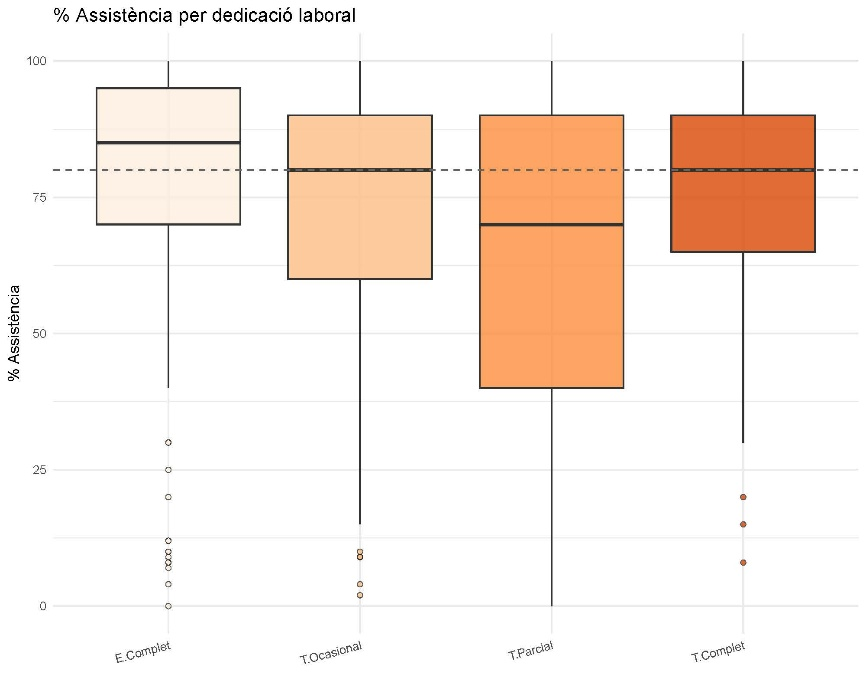 % Assistència per dedicació laboral
% Assistència
100
75
50
25
0
E.Complet
T.Ocasional
T.Parcial
T.Complet